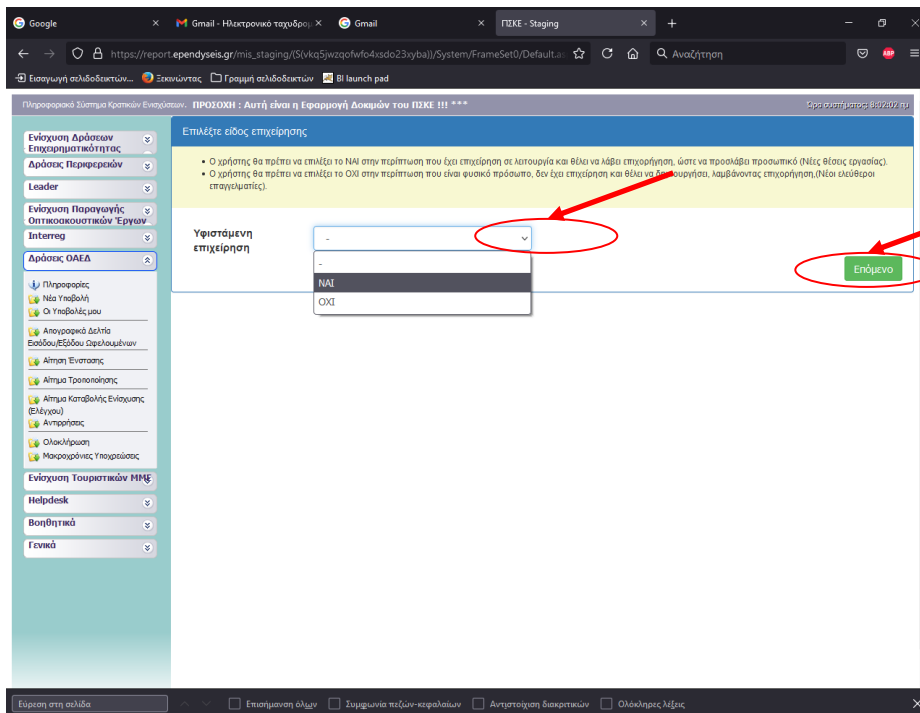 Google
Gmail - Ηλεκτρονικό ταχυδρομ
Gmail
ΠΣΚΕ - Staging
https://report.ependyseis.gr/mis_staging/(S(vkq5jwzqofwfo4xsdo23xyba))/System/FrameSet0/Default.as
Αναζήτηση
Εισαγωγή σελιδοδεικτών...
Ξεκινώντας
Γραμμή σελιδοδεικτών
BI launch pad
Πληροφοριακό Σύστημα Κρατικών Ενισχύσεων. ΠΡΟΣΟΧΗ : Αυτή είναι η Εφαρμογή Δοκιμών του ΠΣΚΕ !!! ***
Ώρα συστήματος: 8:02:02 πμ
Ενίσχυση Δράσεων
Επιχειρηματικότητας
Δράσεις Περιφερειών
Leader
Ενίσχυση Παραγωγής
Οπτικοακουστικών Έργων
Interreg
Δράσεις ΟΑΕΔ
Πληροφορίες
Νέα Υποβολή
Οι Υποβολές μου
Απογραφικά Δελτία
Εισόδου/Εξόδου Ωφελουμένων
Αίτηση Ένστασης
Αίτημα Τροποποίησης
Αίτημα Καταβολής Ενίσχυσης
(Ελέγχου)
Αντιρρήσεις
Ολοκλήρωση
Μακροχρόνιες Υποχρεώσεις
Ενίσχυση Τουριστικών ΜΜΕ
Helpdesk
Βοηθητικά
Γενικά
Επιλέξτε είδος επιχείρησης
• Ο χρήστης θα πρέπει να επιλέξει το ΝΑΙ στην περίπτωση που έχει επιχείρηση σε λειτουργία και θέλει να λάβει επιχορήγηση, ώστε να προσλάβει προσωπικό (Νέες θέσεις εργασίας).
• Ο χρήστης θα πρέπει να επιλέξει το ΟΧΙ στην περίπτωση που είναι φυσικό πρόσωπο, δεν έχει επιχείρηση και θέλει να δημιουργήσει, λαμβάνοντας επιχορήγηση,(Νέοι ελεύθεροι
επαγγελματίες).
Υφιστάμενη
επιχείρηση
-
-
ΝΑΙ
ΟΧΙ
Επόμενο
Εύρεση στη σελίδα
Επισήμανση όλων
Συμφωνία πεζών-κεφαλαίων
Αντιστοίχιση διακριτικών
Ολόκληρες λέξεις